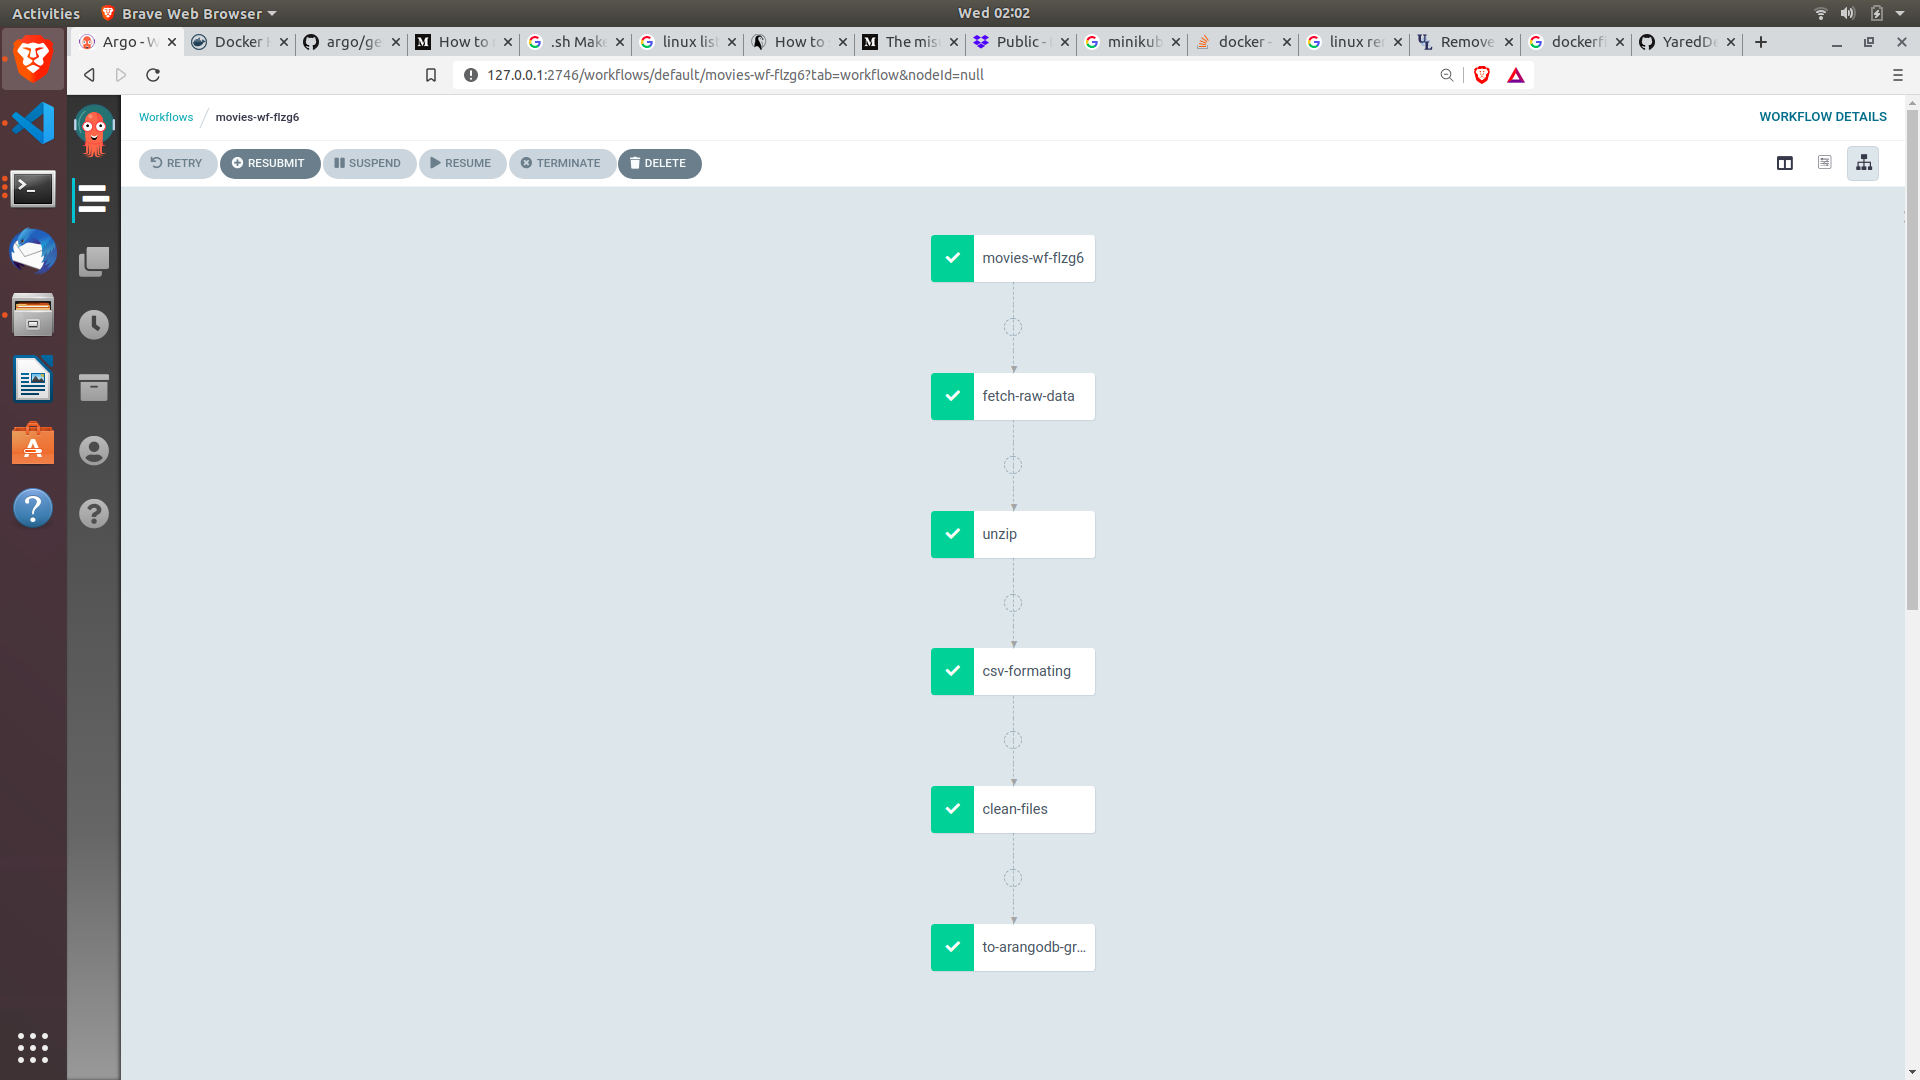 Activities Brave Web Browser Wed 02:02
Argo - W Docker H argo/ge How to r .sh Make linux list How to The mis Public - minikub docker - linux re Remove dockerfi YaredDe
127.0.0.1:2746/workflows/default/movies-wf-flzg6?tab=workflow&nodeId=null
Workflows / movies-wf-flzg6 WORKFLOW DETAILS
RETRY RESUBMIT SUSPEND RESUME TERMINATE DELETE
movies-wf-flzg6
fetch-raw-data
unzip
csv-formating
clean-files
to-arangodb-gr...